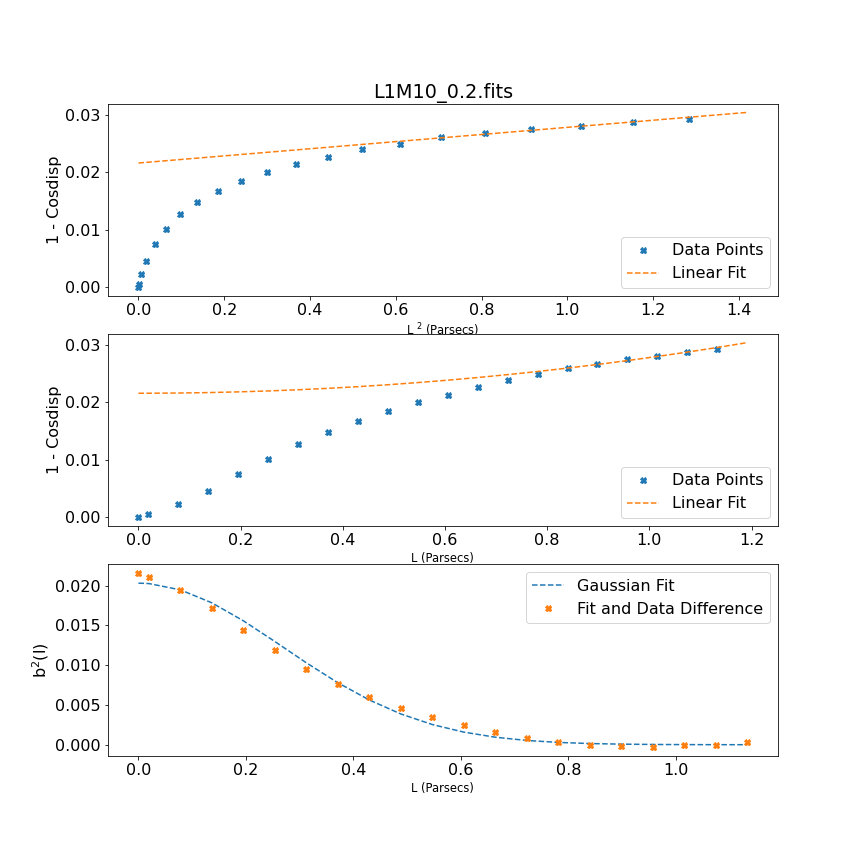 L1M10_0.2.fits
1 - Cosdisp
0.03
0.02
0.01
0.00
Data Points
Linear Fit
0.0 0.2 0.4 0.6 0.8 1.0 1.2 1.4
L ² (Parsecs)
1 - Cosdisp
0.03
0.02
0.01
0.00
Data Points
Linear Fit
0.0 0.2 0.4 0.6 0.8 1.0 1.2
L (Parsecs)
b²(l)
0.020
0.015
0.010
0.005
0.000
Gaussian Fit
Fit and Data Difference
0.0 0.2 0.4 0.6 0.8 1.0
L (Parsecs)